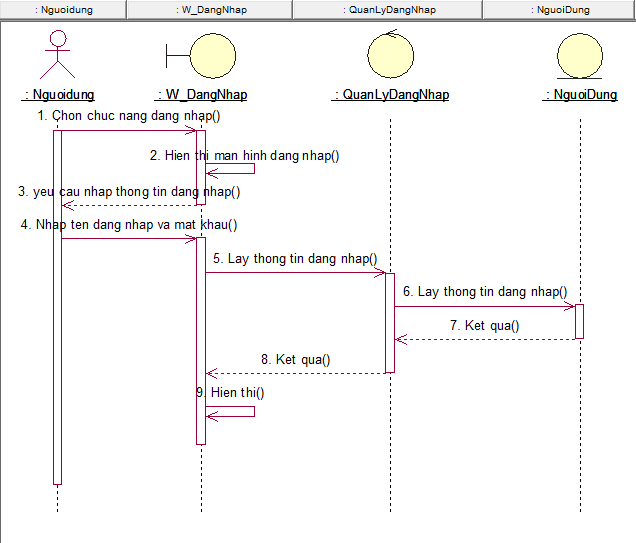 : Nguoidung
: W_DangNhap
: QuanLyDangNhap
: NguoiDung
: Nguoidung
: W_DangNhap
: QuanLyDangNhap
: NguoiDung
1. Chon chuc nang dang nhap()
2. Hien thi man hinh dang nhap()
3. yeu cau nhap thong tin dang nhap()
4. Nhap ten dang nhap va mat khau()
5. Lay thong tin dang nhap()
6. Lay thong tin dang nhap()
7. Ket qua()
8. Ket qua()
9. Hien thi()